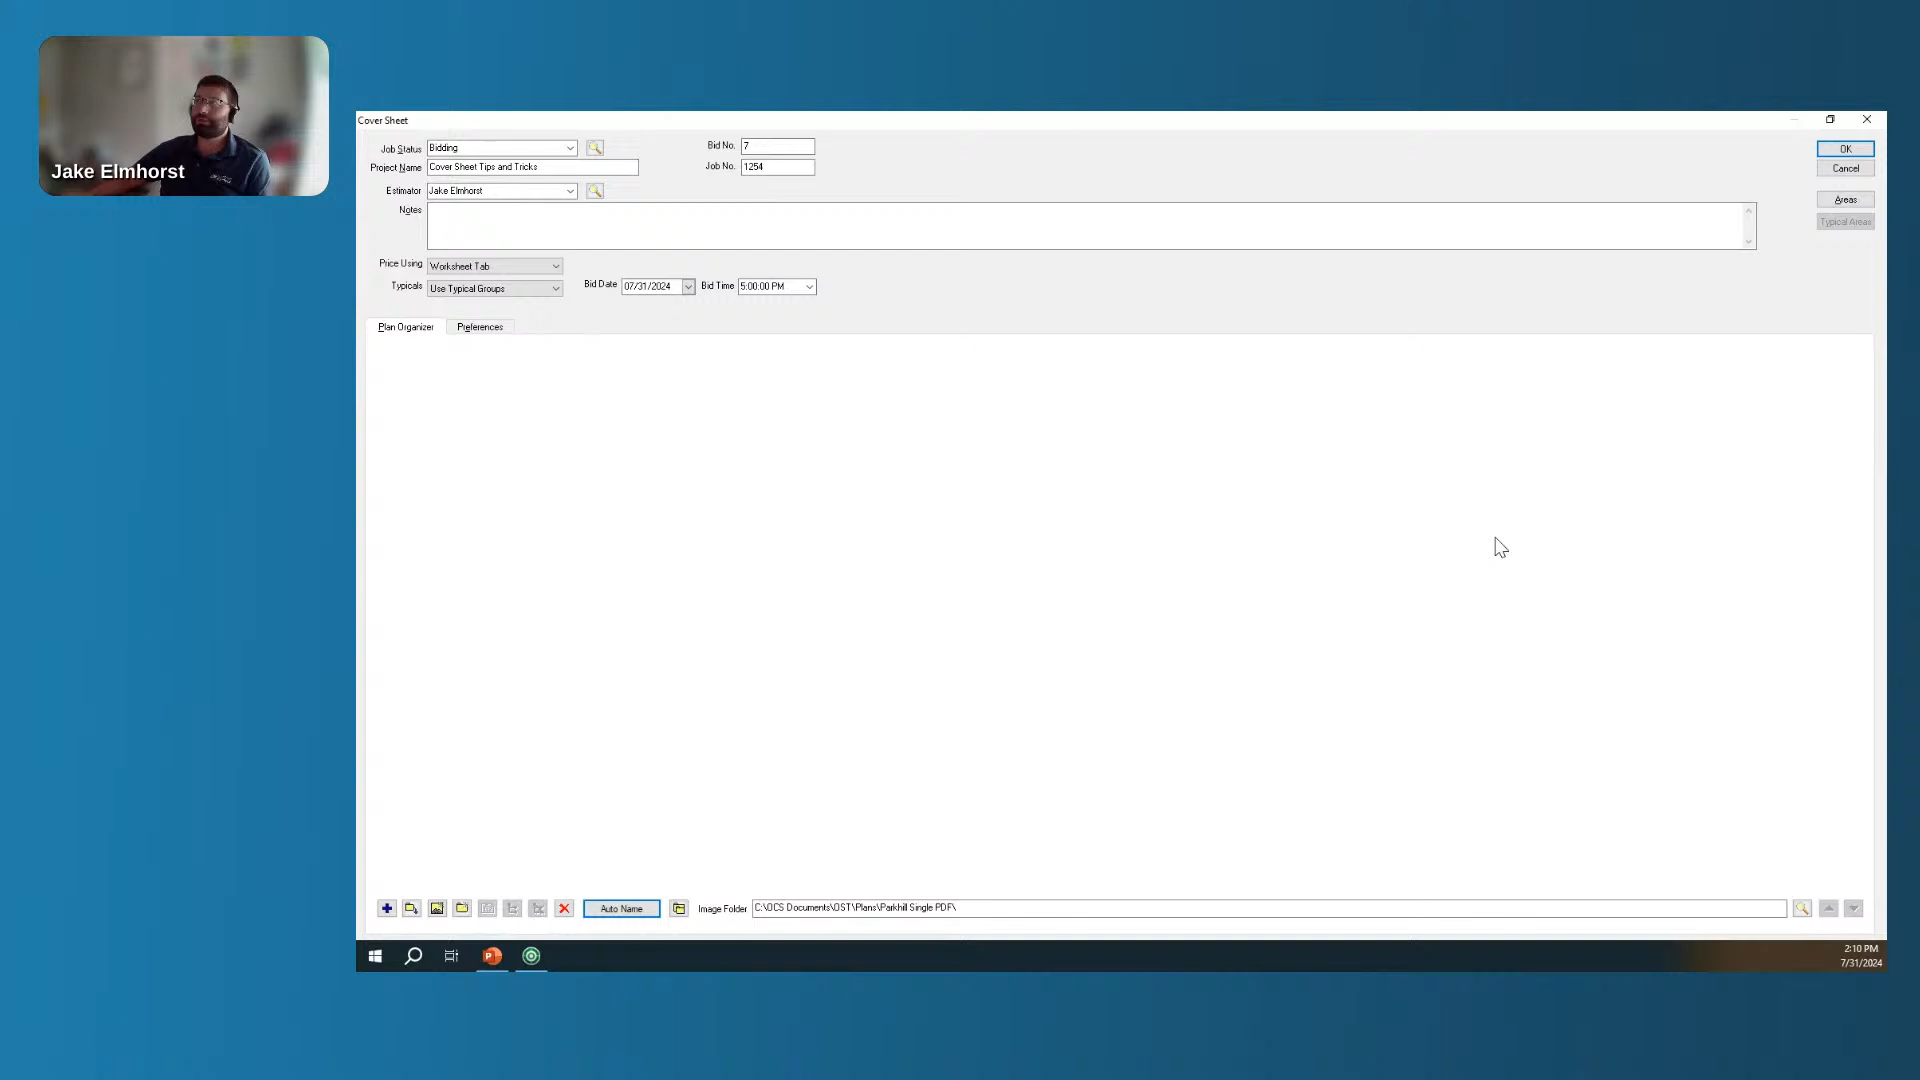 Jake Elmhorst
Cover Sheet
Job Status Bidding
Bid No. 7
OK
Project Name Cover Sheet Tips and Tricks
Job No. 1254
Cancel
Estimator Jake Elmhorst
Areas
Notes
Typical Areas
Price Using Worksheet Tab
Typicals Use Typical Groups
Bid Date 07/31/2024
Bid Time 5:00:00 PM
Plan Organizer
Preferences
Auto Name
Image Folder C:\OCS Documents\OST\Plans\Parkhill Single PDF\
2:10 PM
7/31/2024